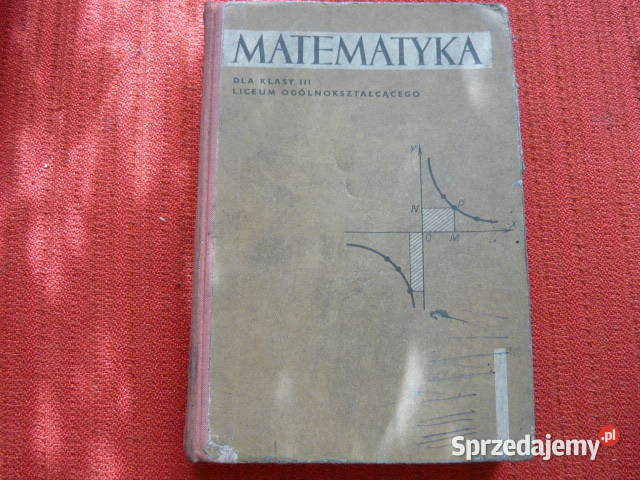 MATEMATYKA
DLA KLASY III
LICEUM OGÓLNOKSZTAŁCĄCEGO
Y
N P
X
O M
Sprzedajemy.pl